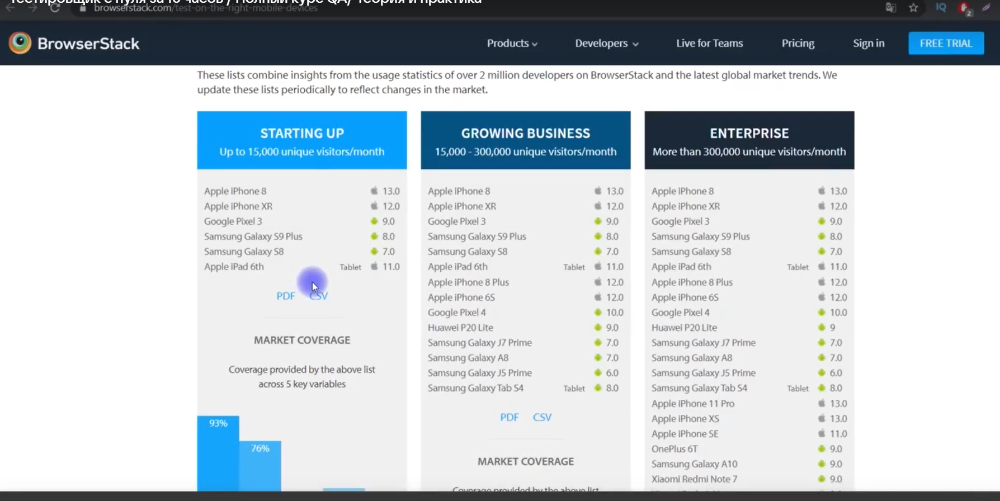 Тестировщик с нуля за 10 часов / Полный курс QA/ Теория и практика
browserstack.com/test-on-the-right-mobile-devices
IQ
2
BrowserStack
Products
Developers
Live for Teams
Pricing
Sign in
FREE TRIAL
These lists combine insights from the usage statistics of over 2 million developers on BrowserStack and the latest global market trends. We
update these lists periodically to reflect changes in the market.
STARTING UP
Up to 15,000 unique visitors/month
Apple iPhone 8 13.0
Apple iPhone XR 12.0
Google Pixel 3 9.0
Samsung Galaxy S9 Plus 8.0
Samsung Galaxy S8 7.0
Apple iPad 6th Tablet 11.0
PDF CSV
MARKET COVERAGE
Coverage provided by the above list
across 5 key variables
93%
76%
GROWING BUSINESS
15,000 - 300,000 unique visitors/month
Apple iPhone 8 13.0
Apple iPhone XR 12.0
Google Pixel 3 9.0
Samsung Galaxy S9 Plus 8.0
Samsung Galaxy S8 7.0
Apple iPad 6th Tablet 11.0
Apple iPhone 8 Plus 12.0
Apple iPhone 6S 12.0
Google Pixel 4 10.0
Huawei P20 Lite 9.0
Samsung Galaxy J7 Prime 7.0
Samsung Galaxy A8 7.0
Samsung Galaxy J5 Prime 6.0
Samsung Galaxy Tab S4 Tablet 8.0
PDF CSV
MARKET COVERAGE
Coverage provided by the above list
ENTERPRISE
More than 300,000 unique visitors/month
Apple iPhone 8 13.0
Apple iPhone XR 12.0
Google Pixel 3 9.0
Samsung Galaxy S9 Plus 8.0
Samsung Galaxy S8 7.0
Apple iPad 6th Tablet 11.0
Apple iPhone 8 Plus 12.0
Apple iPhone 6S 12.0
Google Pixel 4 10.0
Huawei P20 Lite 9
Samsung Galaxy J7 Prime 7.0
Samsung Galaxy A8 7.0
Samsung Galaxy J5 Prime 6.0
Samsung Galaxy Tab S4 Tablet 8.0
Apple iPhone 11 Pro 13.0
Apple iPhone XS 13.0
Apple iPhone SE 11.0
OnePlus 6T 9.0
Samsung Galaxy A10 9.0
Xiaomi Redmi Note 7 9.0